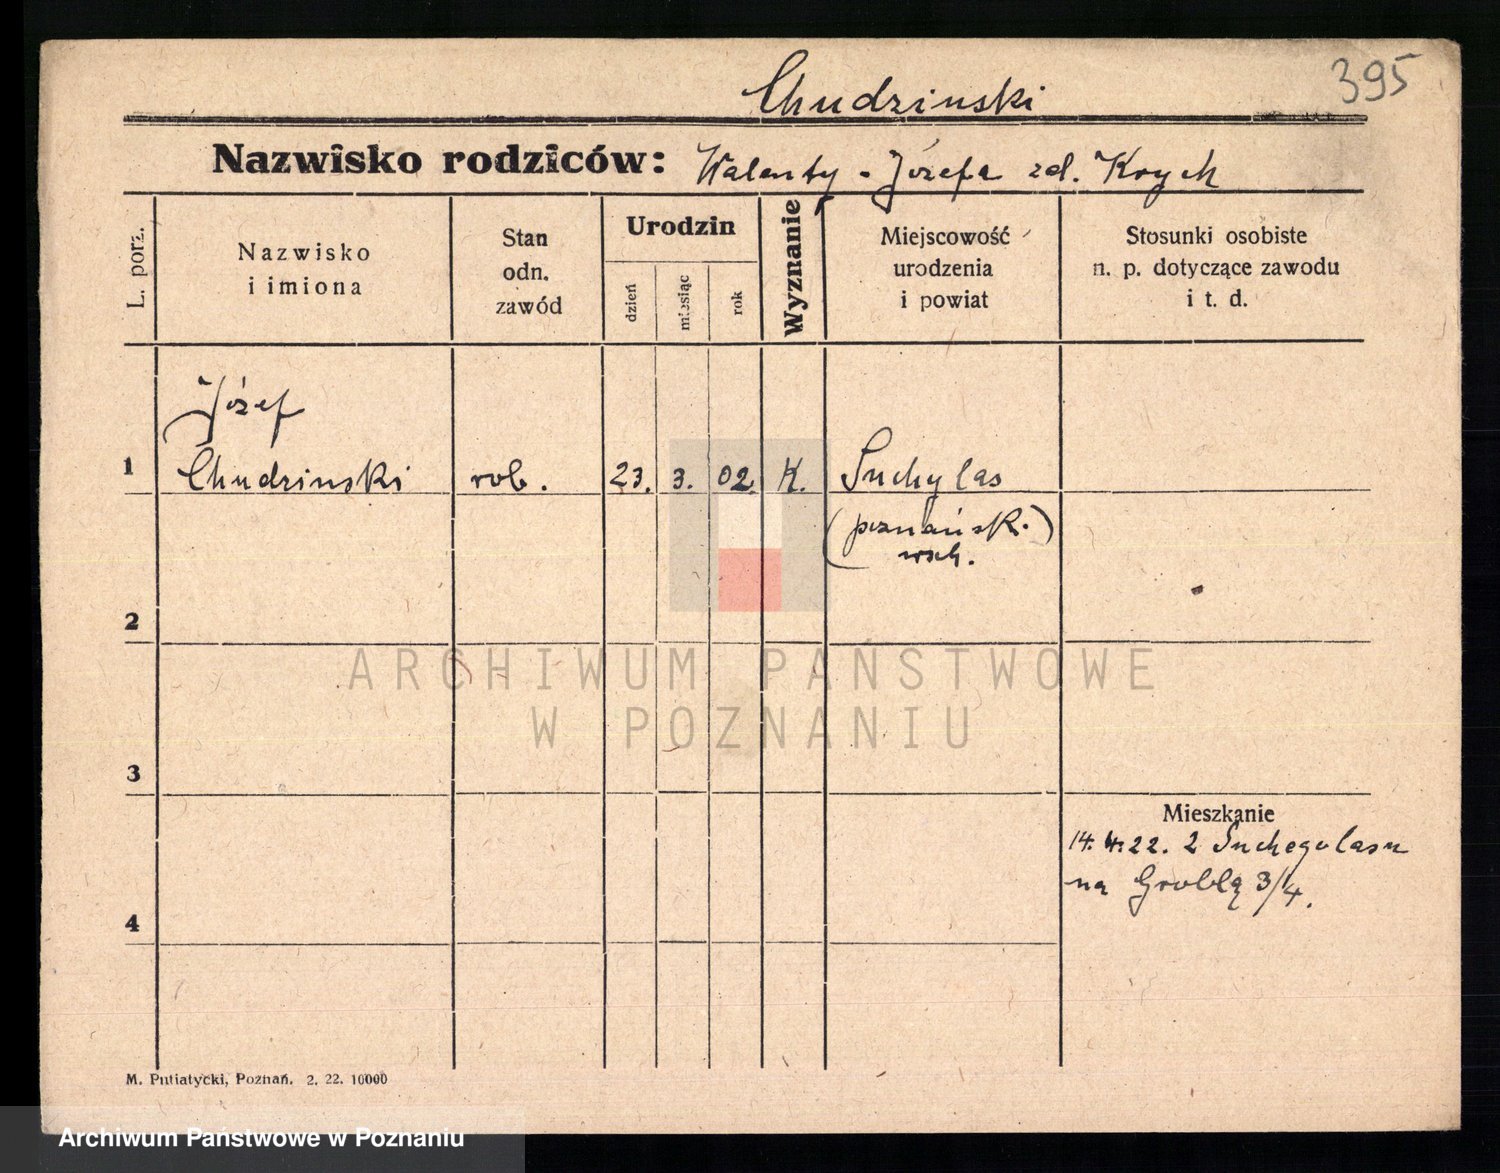 395
Chudzinski
Nazwisko rodziców: Walenty - Józefa zd. Krych
L. porz.
Nazwisko
i imiona
Stan
odn.
zawód
Urodzin
dzień
miesiąc
rok
Wyznanie
Miejscowość
urodzenia
i powiat
Stosunki osobiste
n. p. dotyczące zawodu
i t. d.
Józef
1 Chudzinski rob. 23. 3. 02. K. Suchylas
(poznańsk.
wsch.)
2
3
ARCHIWUM PAŃSTWOWE
W POZNANIU
Mieszkanie
14. 4. 22. z Suchegolasu
na Groblą 3/4.
4
M. Putiatycki, Poznań. 2. 22. 10000
Archiwum Państwowe w Poznaniu